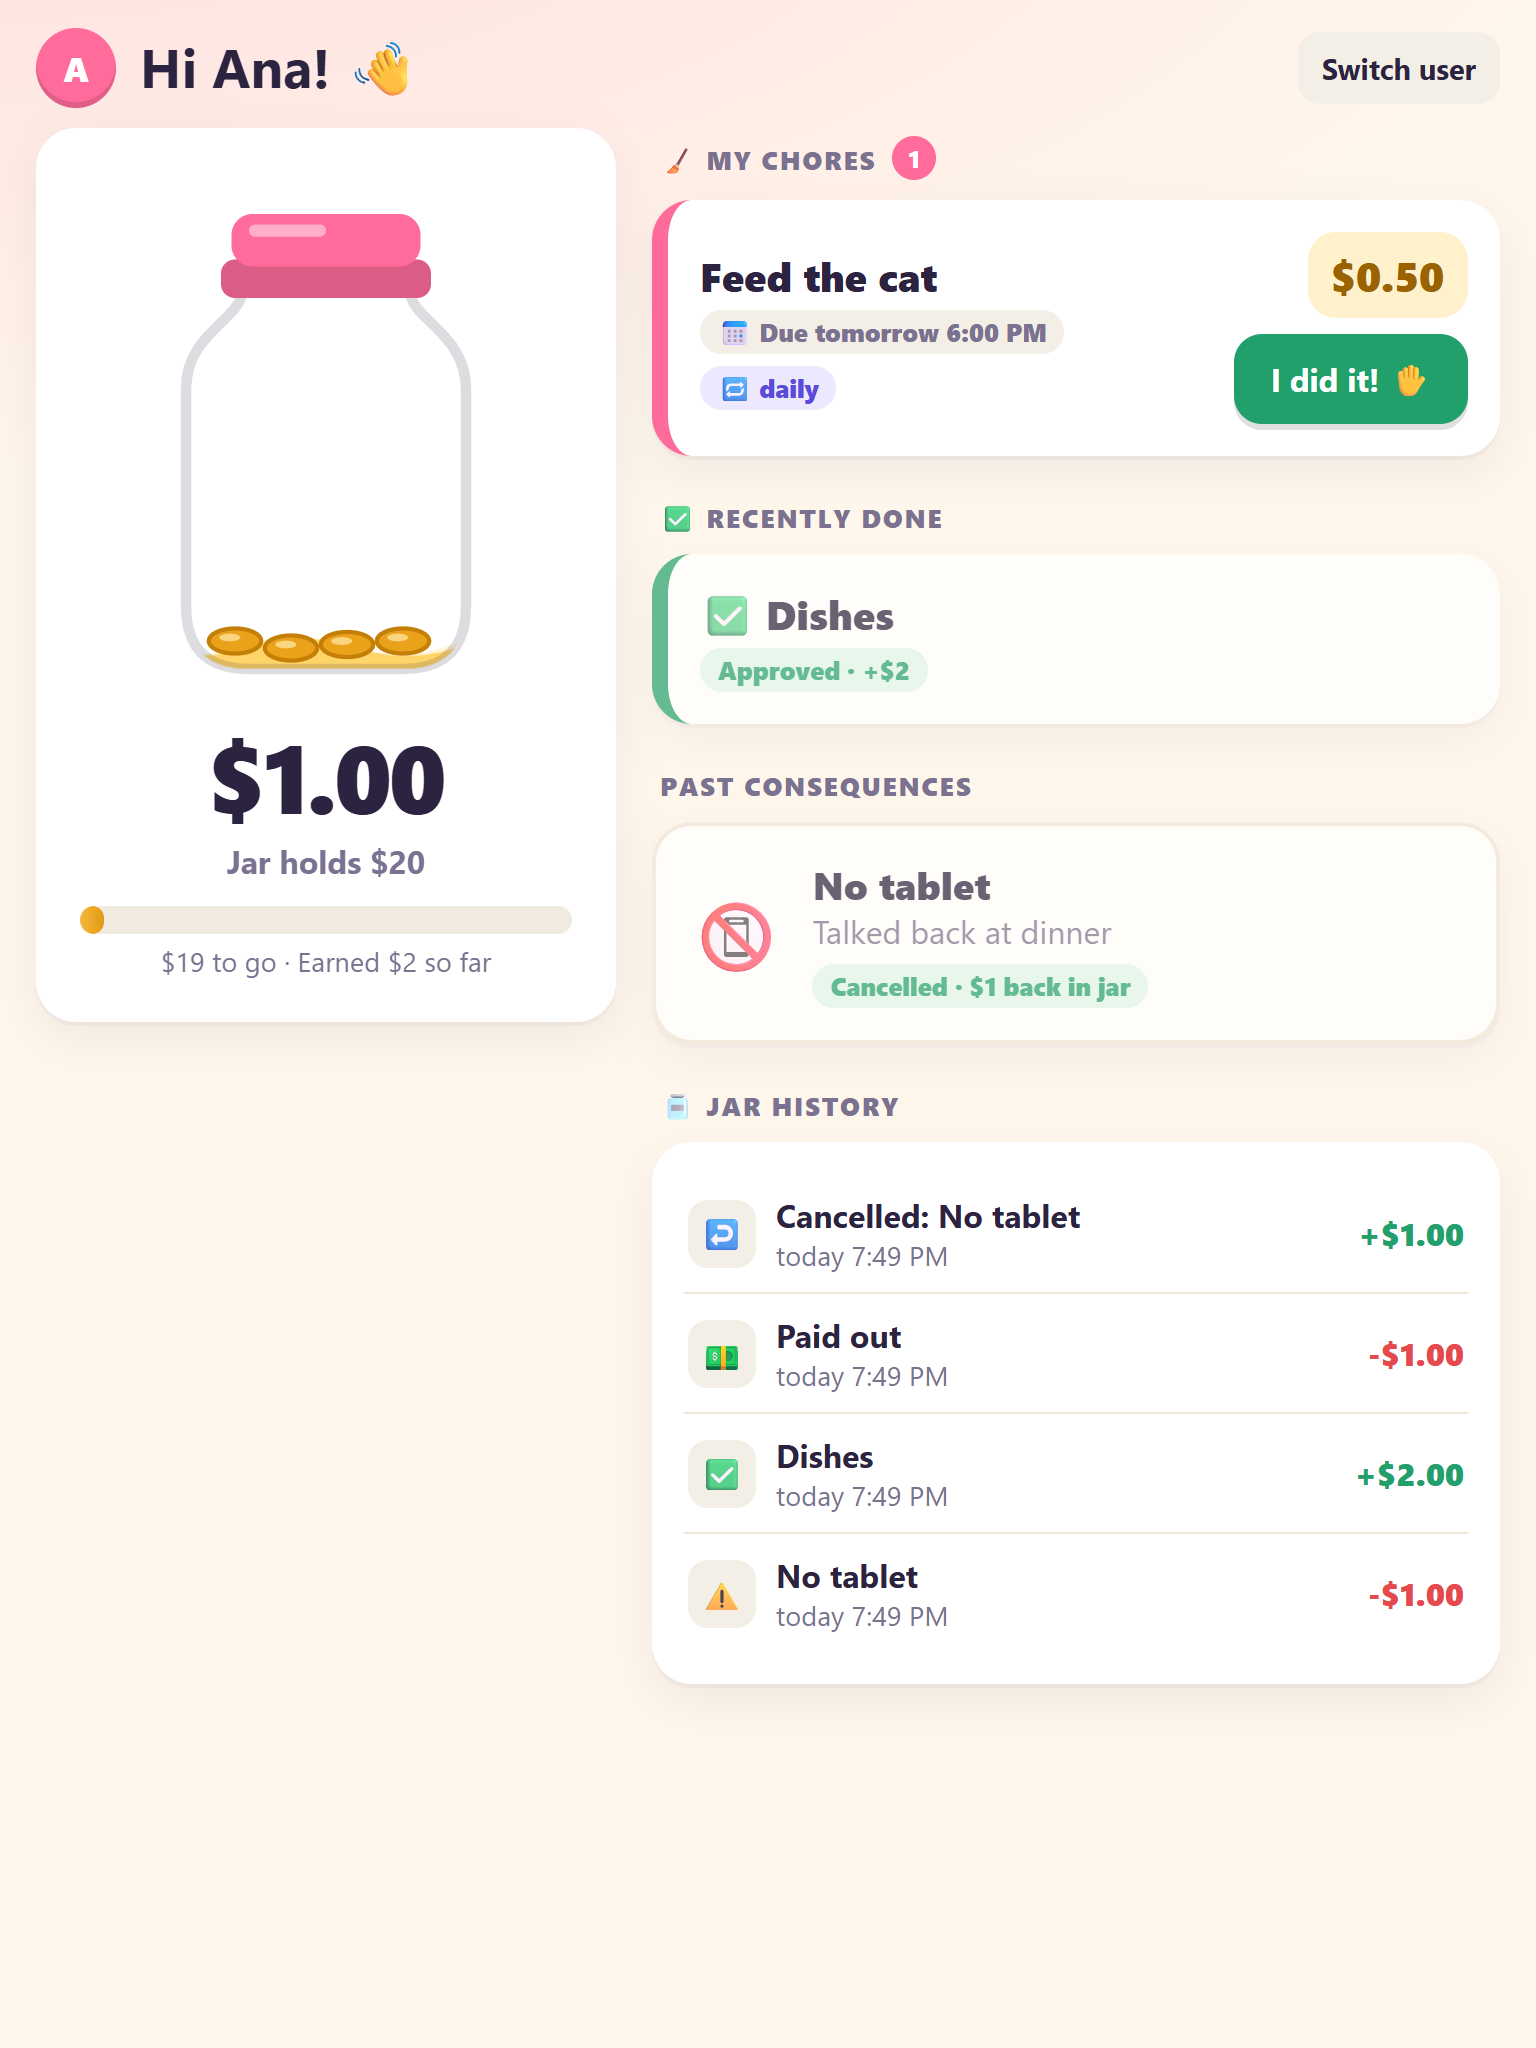 A
Hi Ana! 👋
Switch user
$1.00
Jar holds $20
$19 to go · Earned $2 so far
🧹 MY CHORES 1
Feed the cat
$0.50
📅 Due tomorrow 6:00 PM
🔁 daily
I did it! ✋
✅ RECENTLY DONE
✅ Dishes
Approved · +$2
PAST CONSEQUENCES
No tablet
Talked back at dinner
Cancelled · $1 back in jar
JAR HISTORY
Cancelled: No tablet
today 7:49 PM
+$1.00
Paid out
today 7:49 PM
-$1.00
Dishes
today 7:49 PM
+$2.00
No tablet
today 7:49 PM
-$1.00